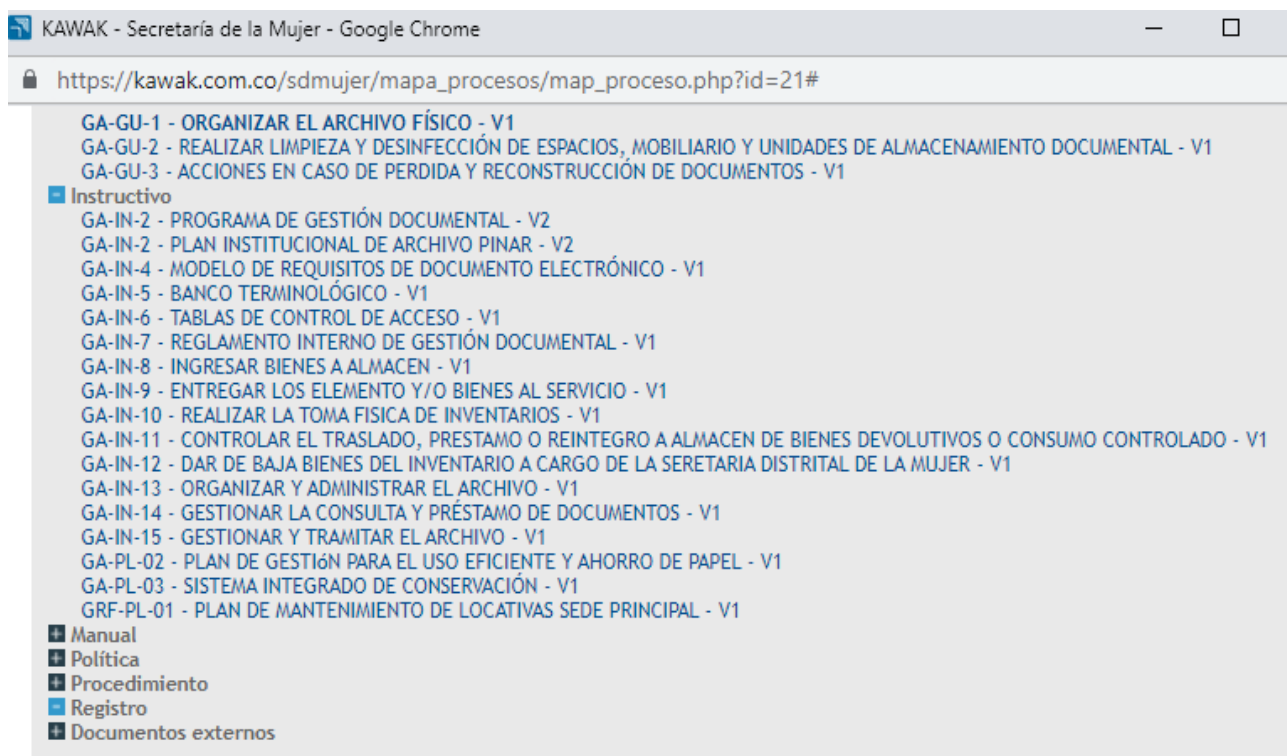 KAWAK - Secretaría de la Mujer - Google Chrome
https://kawak.com.co/sdmujer/mapa_procesos/map_proceso.php?id=21#
GA-GU-1 - ORGANIZAR EL ARCHIVO FÍSICO - V1
GA-GU-2 - REALIZAR LIMPIEZA Y DESINFECCIÓN DE ESPACIOS, MOBILIARIO Y UNIDADES DE ALMACENAMIENTO DOCUMENTAL - V1
GA-GU-3 - ACCIONES EN CASO DE PERDIDA Y RECONSTRUCCIÓN DE DOCUMENTOS - V1
Instructivo
GA-IN-2 - PROGRAMA DE GESTIÓN DOCUMENTAL - V2
GA-IN-2 - PLAN INSTITUCIONAL DE ARCHIVO PINAR - V2
GA-IN-4 - MODELO DE REQUISITOS DE DOCUMENTO ELECTRÓNICO - V1
GA-IN-5 - BANCO TERMINOLÓGICO - V1
GA-IN-6 - TABLAS DE CONTROL DE ACCESO - V1
GA-IN-7 - REGLAMENTO INTERNO DE GESTIÓN DOCUMENTAL - V1
GA-IN-8 - INGRESAR BIENES A ALMACEN - V1
GA-IN-9 - ENTREGAR LOS ELEMENTO Y/O BIENES AL SERVICIO - V1
GA-IN-10 - REALIZAR LA TOMA FISICA DE INVENTARIOS - V1
GA-IN-11 - CONTROLAR EL TRASLADO, PRESTAMO O REINTEGRO A ALMACEN DE BIENES DEVOLUTIVOS O CONSUMO CONTROLADO - V1
GA-IN-12 - DAR DE BAJA BIENES DEL INVENTARIO A CARGO DE LA SERETARIA DISTRITAL DE LA MUJER - V1
GA-IN-13 - ORGANIZAR Y ADMINISTRAR EL ARCHIVO - V1
GA-IN-14 - GESTIONAR LA CONSULTA Y PRÉSTAMO DE DOCUMENTOS - V1
GA-IN-15 - GESTIONAR Y TRAMITAR EL ARCHIVO - V1
GA-PL-02 - PLAN DE GESTIóN PARA EL USO EFICIENTE Y AHORRO DE PAPEL - V1
GA-PL-03 - SISTEMA INTEGRADO DE CONSERVACIÓN - V1
GRF-PL-01 - PLAN DE MANTENIMIENTO DE LOCATIVAS SEDE PRINCIPAL - V1
Manual
Política
Procedimiento
Registro
Documentos externos